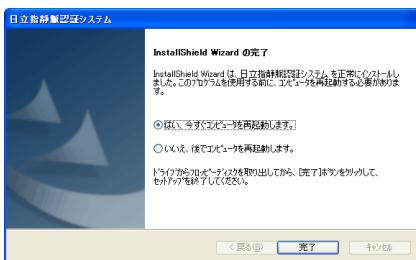 日立指静脈認証システム
InstallShield Wizard の完了
InstallShield Wizard は、日立指静脈認証システム を正常にインストールし
ました。このプログラムを使用する前に、コンピュータを再起動する必要がありま
す。
はい、今すぐコンピュータを再起動します。
いいえ、後でコンピュータを再起動します。
ドライブからフロッピーディスクを取り出してから、[完了]ボタンをクリックして、
セットアップを終了してください。
< 戻る(B)
完了
キャンセル